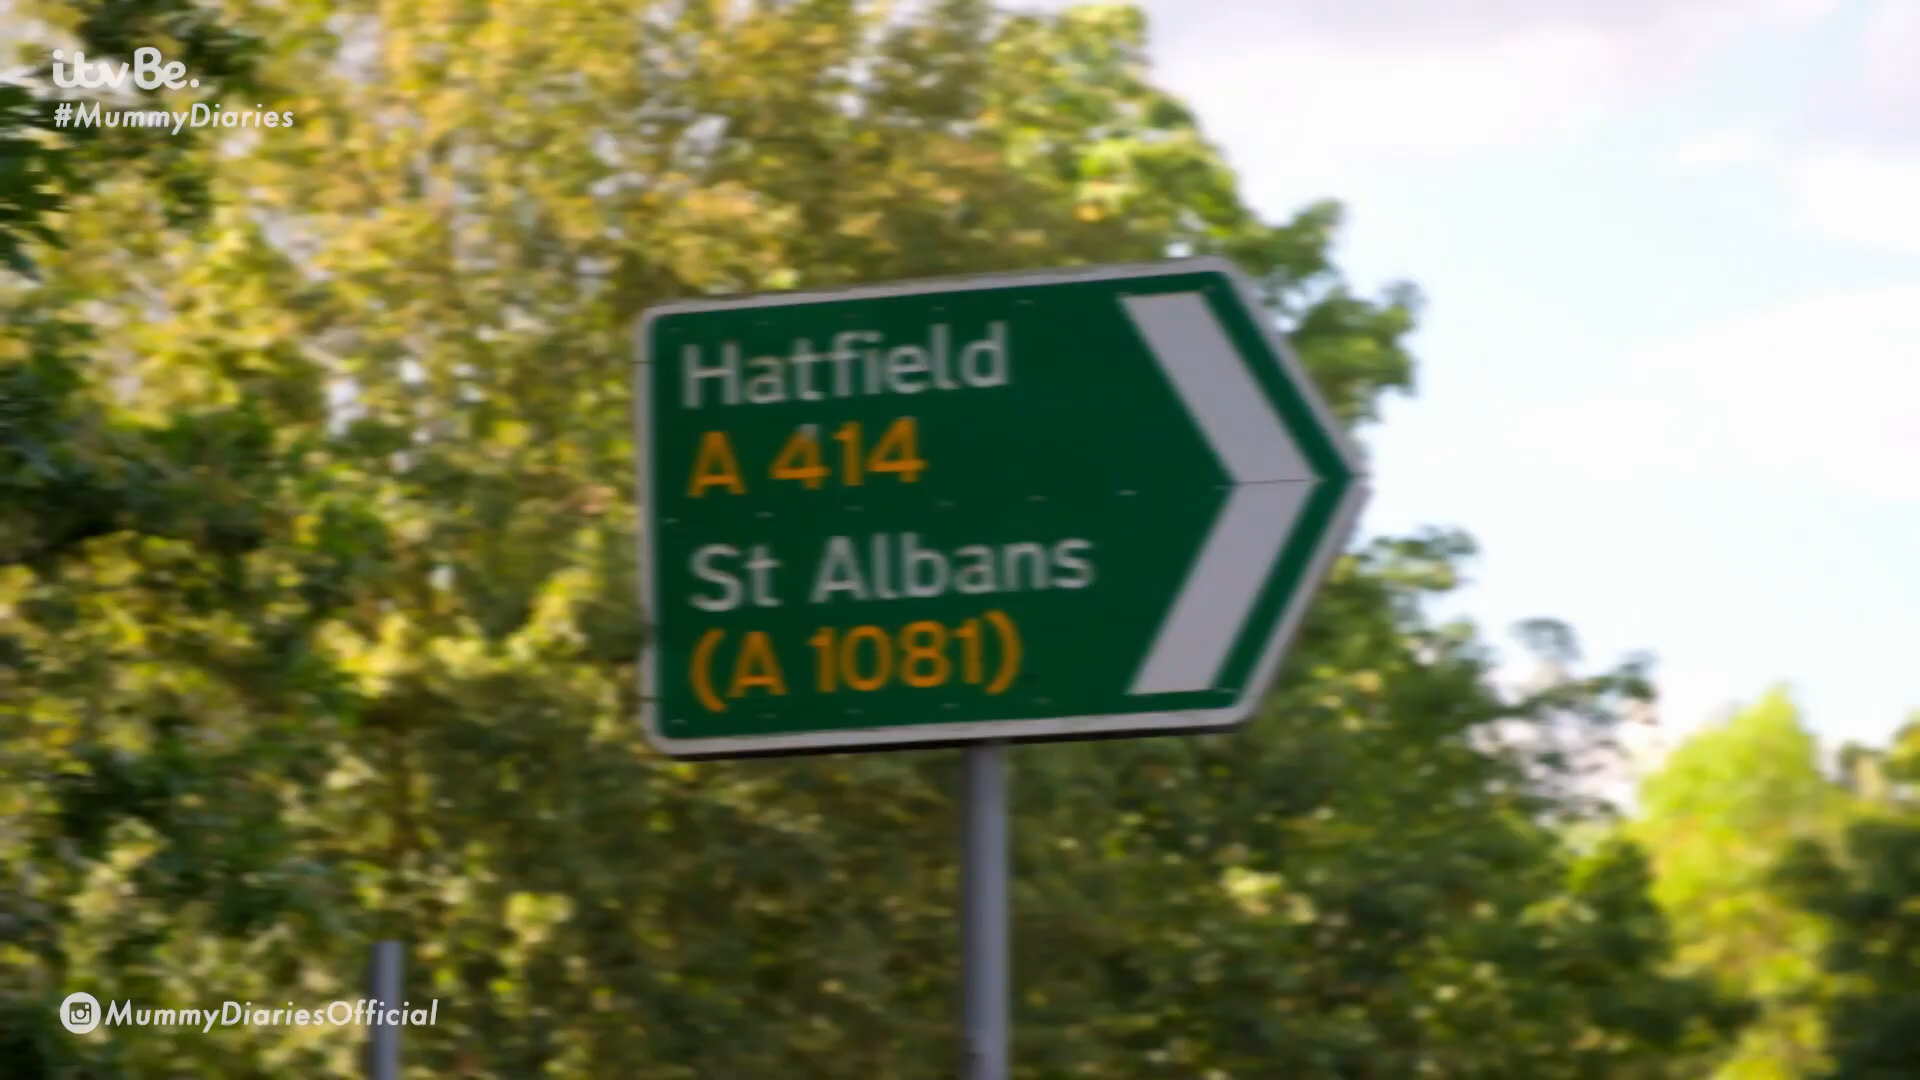 itvBe.
#MummyDiaries
Hatfield
A 414
St Albans
(A 1081)
MummyDiariesOfficial